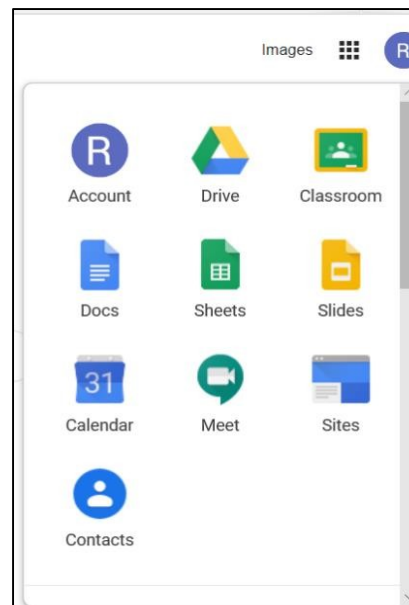 Images R
R
Account Drive Classroom
Docs Sheets Slides
31
Calendar Meet Sites
Contacts